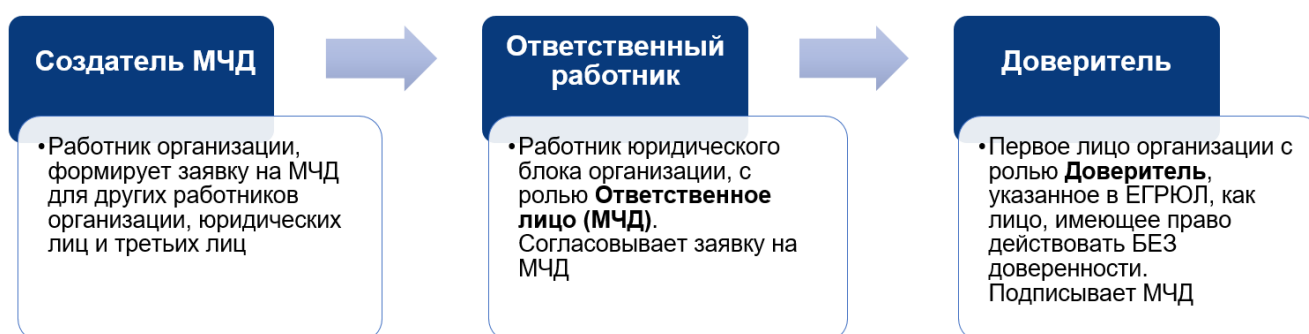 Создатель МЧД
•Работник организации,
формирует заявку на МЧД
для других работников
организации, юридических
лиц и третьих лиц
Ответственный
работник
•Работник юридического
блока организации, с
ролью Ответственное
лицо (МЧД).
Согласовывает заявку на
МЧД
Доверитель
•Первое лицо организации с
ролью Доверитель,
указанное в ЕГРЮЛ, как
лицо, имеющее право
действовать БЕЗ
доверенности.
Подписывает МЧД